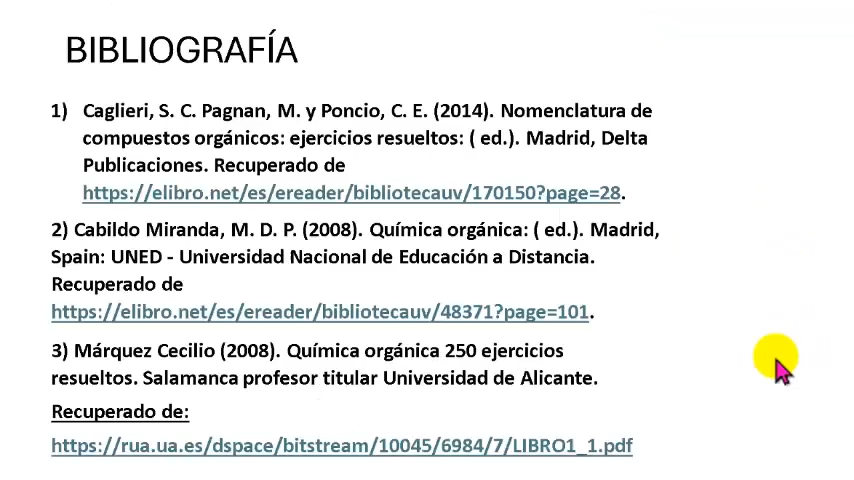 BIBLIOGRAFÍA
1) Caglieri, S. C. Pagnan, M. y Poncio, C. E. (2014). Nomenclatura de
compuestos orgánicos: ejercicios resueltos: ( ed.). Madrid, Delta
Publicaciones. Recuperado de
https://elibro.net/es/ereader/bibliotecauv/170150?page=28.
2) Cabildo Miranda, M. D. P. (2008). Química orgánica: ( ed.). Madrid,
Spain: UNED - Universidad Nacional de Educación a Distancia.
Recuperado de
https://elibro.net/es/ereader/bibliotecauv/48371?page=101.
3) Márquez Cecilio (2008). Química orgánica 250 ejercicios
resueltos. Salamanca profesor titular Universidad de Alicante.
Recuperado de:
https://rua.ua.es/dspace/bitstream/10045/6984/7/LIBRO1_1.pdf